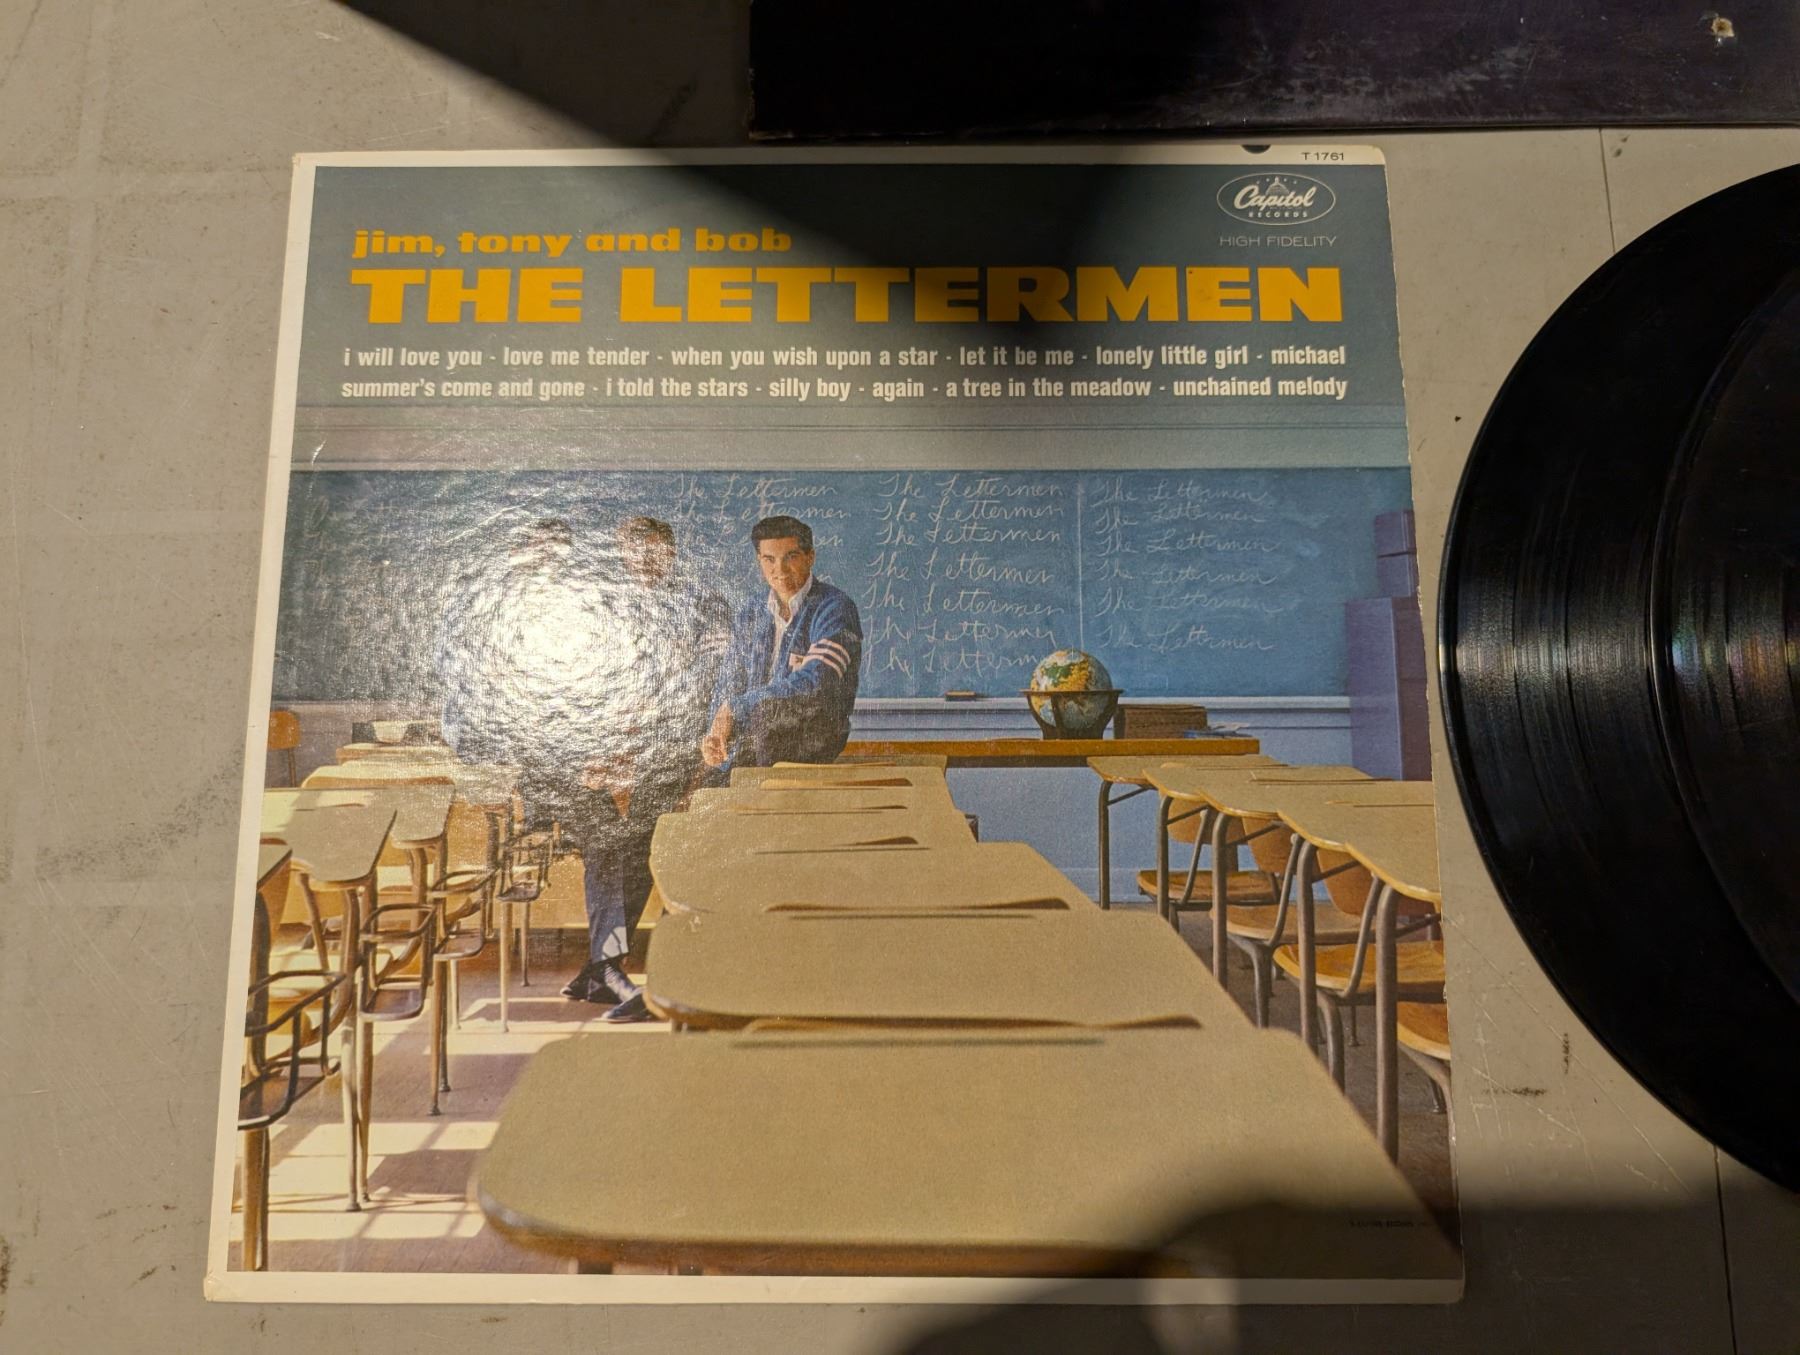 T 1761
Capitol
RECORDS
HIGH FIDELITY
jim, tony and bob
THE LETTERMEN
i will love you - love me tender - when you wish upon a star - let it be me - lonely little girl - michael
summer's come and gone - i told the stars - silly boy - again - a tree in the meadow - unchained melody
The Lettermen The Lettermen The Lettermen
The Lettermen The Lettermen The Lettermen
The Lettermen The Lettermen
The Lettermen The Lettermen
The Lettermen The Lettermen
The Lettermen The Lettermen
The Letterm